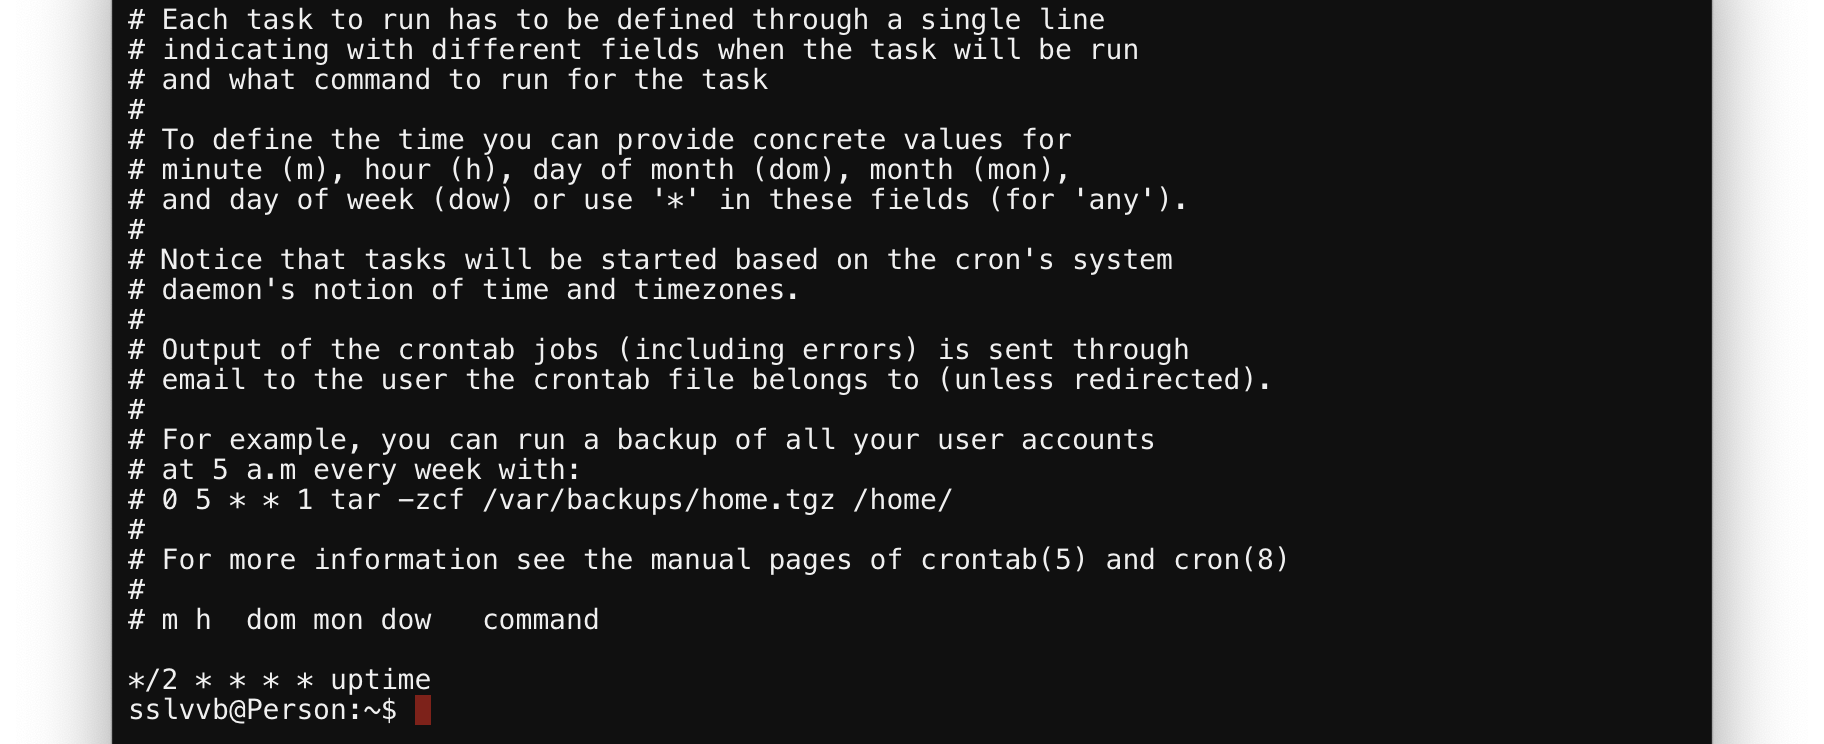 # Each task to run has to be defined through a single line
# indicating with different fields when the task will be run
# and what command to run for the task
#
# To define the time you can provide concrete values for
# minute (m), hour (h), day of month (dom), month (mon),
# and day of week (dow) or use '*' in these fields (for 'any').
#
# Notice that tasks will be started based on the cron's system
# daemon's notion of time and timezones.
#
# Output of the crontab jobs (including errors) is sent through
# email to the user the crontab file belongs to (unless redirected).
#
# For example, you can run a backup of all your user accounts
# at 5 a.m every week with:
# 0 5 * * 1 tar -zcf /var/backups/home.tgz /home/
#
# For more information see the manual pages of crontab(5) and cron(8)
#
# m h  dom mon dow   command

*/2 * * * * uptime
sslvvb@Person:~$